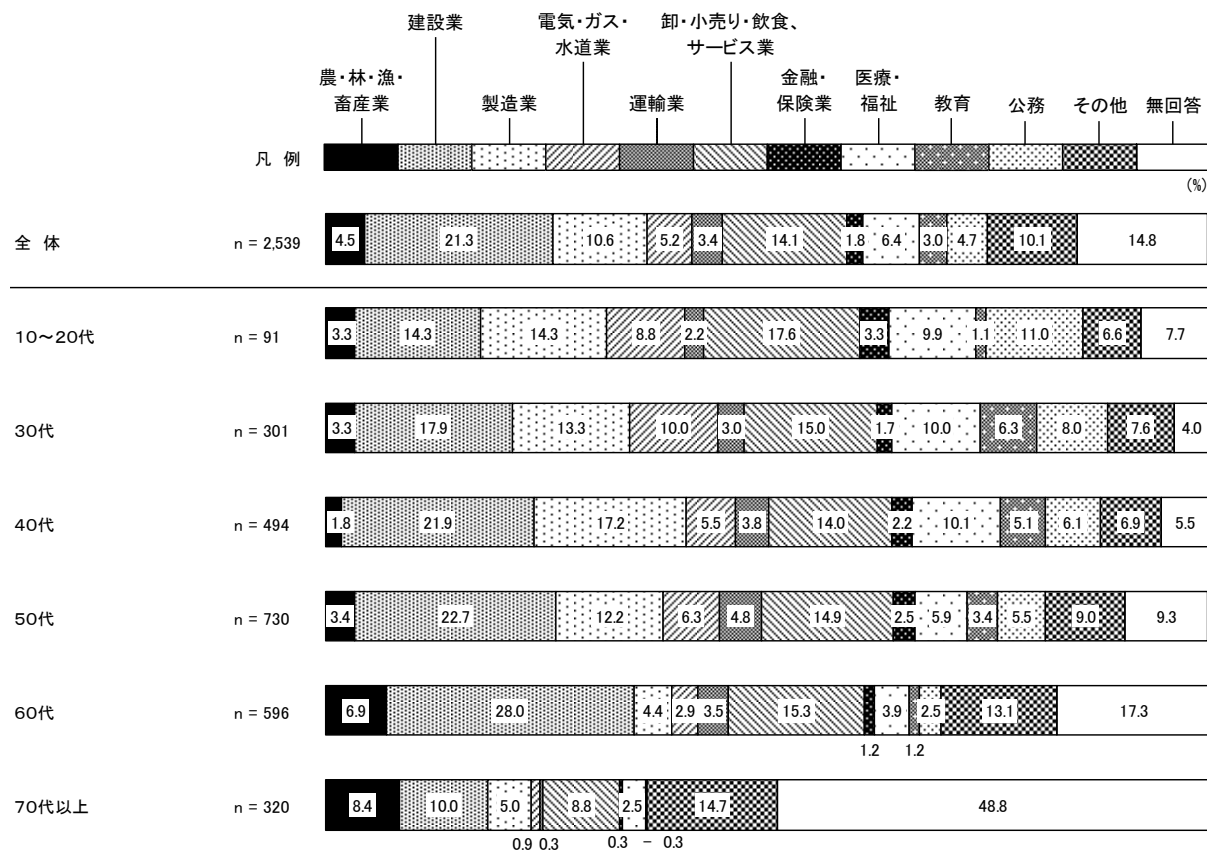 建設業
電気・ガス・
水道業
卸・小売り・飲食、
サービス業
農・林・漁・
畜産業
製造業
運輸業
金融・
保険業
医療・
福祉
教育
公務
その他
無回答
凡 例
(%)
全 体 n = 2,539 4.5 21.3 10.6 5.2 3.4 14.1 1.8 6.4 3.0 4.7 10.1 14.8
10～20代 n = 91 3.3 14.3 14.3 8.8 2.2 17.6 3.3 9.9 1.1 11.0 6.6 7.7
30代 n = 301 3.3 17.9 13.3 10.0 3.0 15.0 1.7 10.0 6.3 8.0 7.6 4.0
40代 n = 494 1.8 21.9 17.2 5.5 3.8 14.0 2.2 10.1 5.1 6.1 6.9 5.5
50代 n = 730 3.4 22.7 12.2 6.3 4.8 14.9 2.5 5.9 3.4 5.5 9.0 9.3
60代 n = 596 6.9 28.0 4.4 2.9 3.5 15.3 3.9 2.5 13.1 17.3
1.2 1.2
70代以上 n = 320 8.4 10.0 5.0 8.8 2.5 14.7 48.8
0.9 0.3 0.3 － 0.3